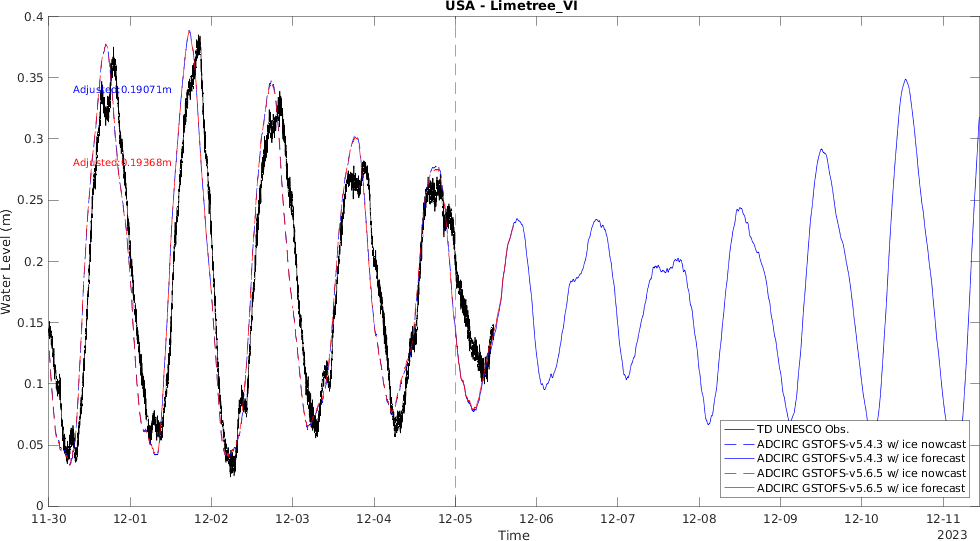 USA - Limetree_VI
0.4
0.35
0.3
0.25
0.2
0.15
0.1
0.05
0
Water Level (m)
Adjusted:0.19071m
Adjusted:0.19368m
TD UNESCO Obs.
ADCIRC GSTOFS-v5.4.3 w/ ice nowcast
ADCIRC GSTOFS-v5.4.3 w/ ice forecast
ADCIRC GSTOFS-v5.6.5 w/ ice nowcast
ADCIRC GSTOFS-v5.6.5 w/ ice forecast
11-30 12-01 12-02 12-03 12-04 12-05 12-06 12-07 12-08 12-09 12-10 12-11
Time
2023